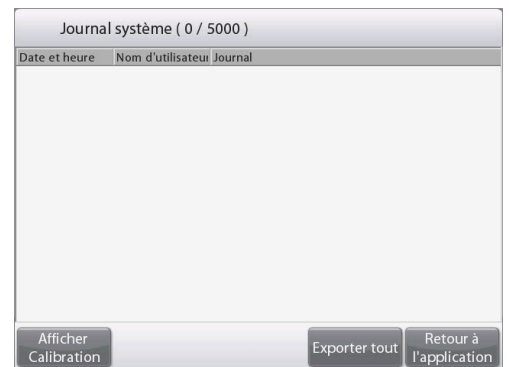 Journal système ( 0 / 5000 )
Date et heure Nom d'utilisateur Journal
Afficher
Calibration
Exporter tout
Retour à
l'application